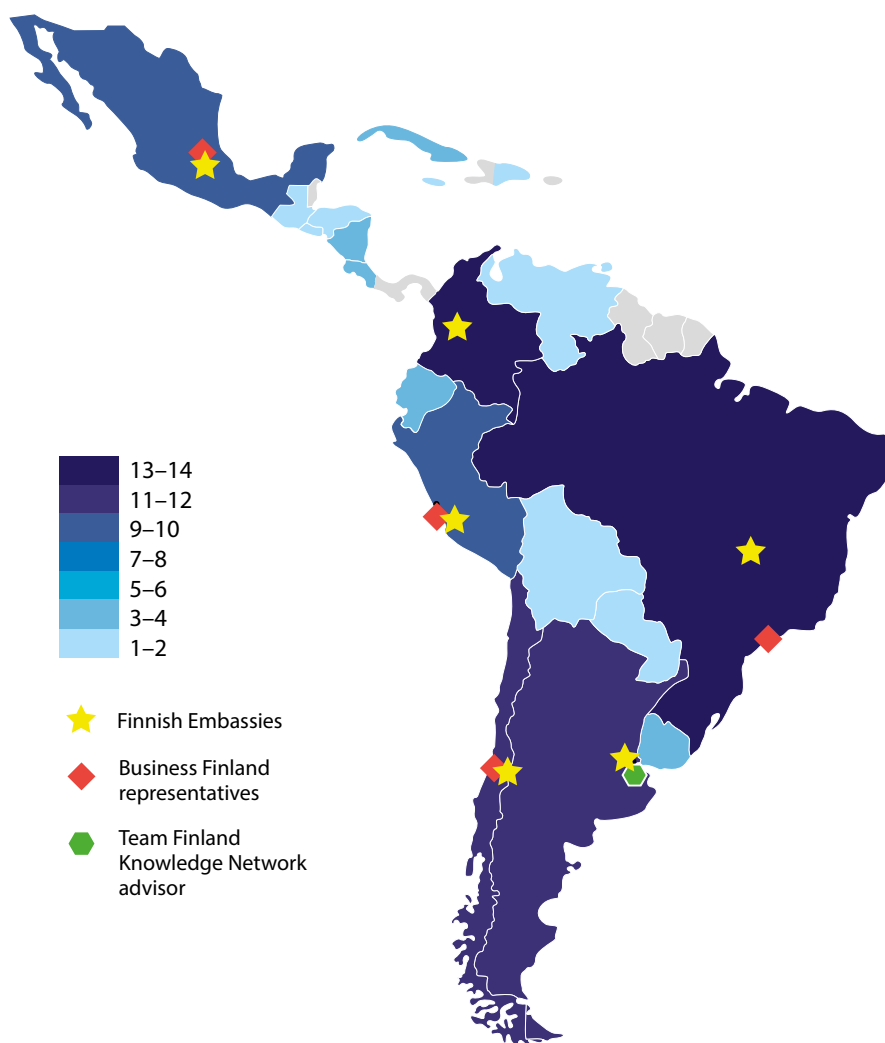 13–14
11–12
9–10
7–8
5–6
3–4
1–2
Finnish Embassies
Business Finland
representatives
Team Finland
Knowledge Network
advisor